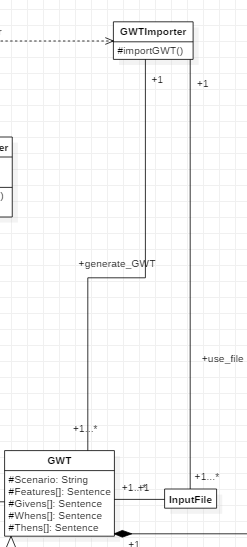 GWTImporter
#importGWT()
+1
+1
er
)
+generate_GWT
+use_file
+1...*
+1...*
GWT
#Scenario: String
#Features[]: Sentence
#Givens[]: Sentence
#Whens[]: Sentence
#Thens[]: Sentence
InputFile
+1